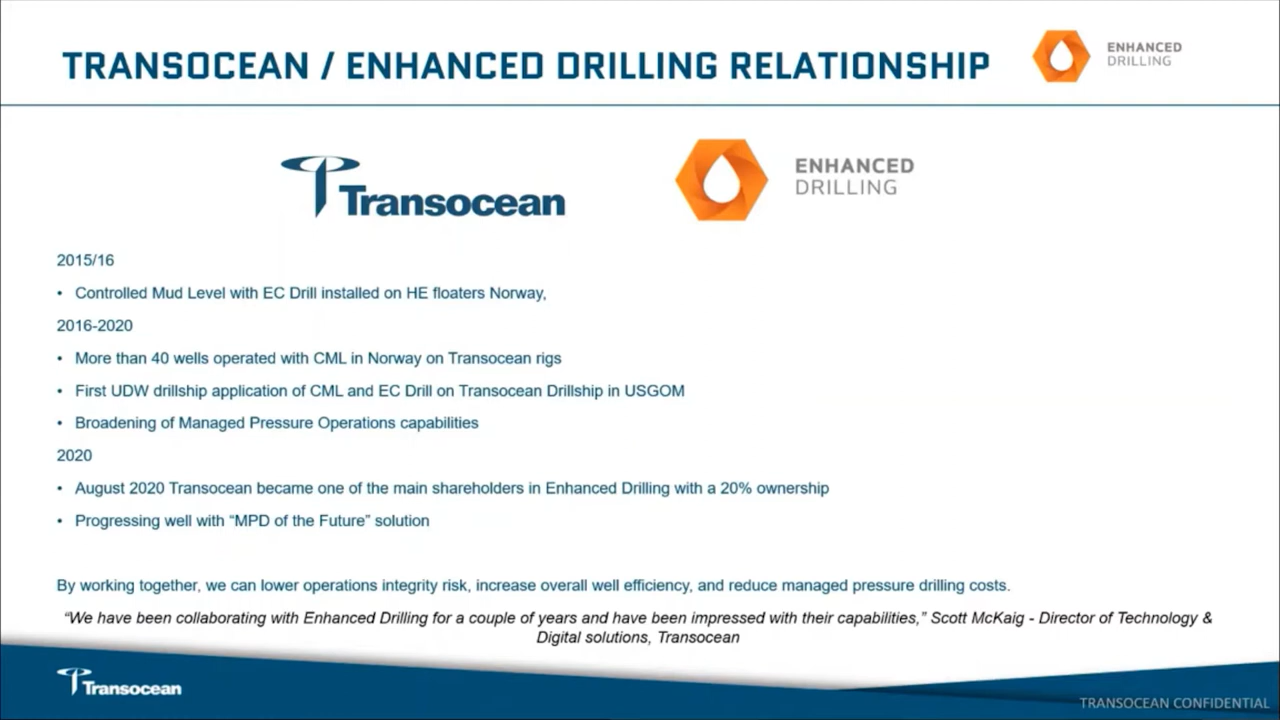 TRANSOCEAN / ENHANCED DRILLING RELATIONSHIP
ENHANCED
DRILLING
Transocean
ENHANCED
DRILLING
2015/16
• Controlled Mud Level with EC Drill installed on HE floaters Norway,
2016-2020
• More than 40 wells operated with CML in Norway on Transocean rigs
• First UDW drillship application of CML and EC Drill on Transocean Drillship in USGOM
• Broadening of Managed Pressure Operations capabilities
2020
• August 2020 Transocean became one of the main shareholders in Enhanced Drilling with a 20% ownership
• Progressing well with “MPD of the Future” solution
By working together, we can lower operations integrity risk, increase overall well efficiency, and reduce managed pressure drilling costs.
“We have been collaborating with Enhanced Drilling for a couple of years and have been impressed with their capabilities,” Scott McKaig - Director of Technology &
Digital solutions, Transocean
Transocean
TRANSOCEAN CONFIDENTIAL